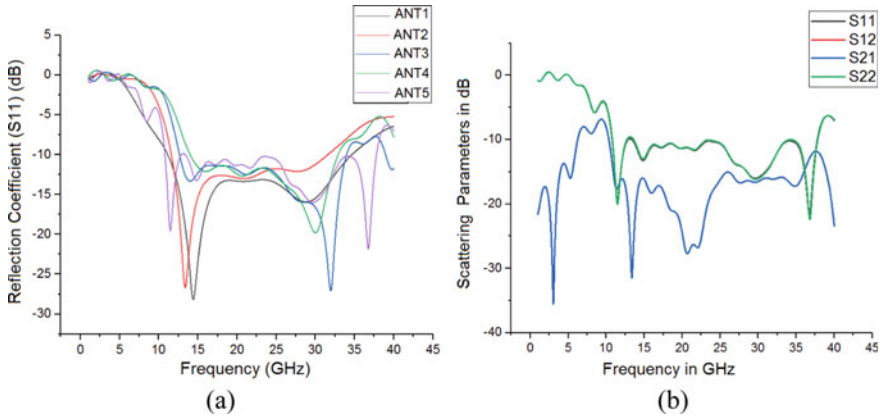 ANT1
ANT2
ANT3
ANT4
ANT5
Reflection Coefficient (S11) (dB)
5
0
-5
-10
-15
-20
-25
-30
0 5 10 15 20 25 30 35 40 45
Frequency (GHz)
(a)
S11
S12
S21
S22
Scattering Parameters in dB
10
0
-10
-20
-30
-40
0 5 10 15 20 25 30 35 40 45
Frequency in GHz
(b)